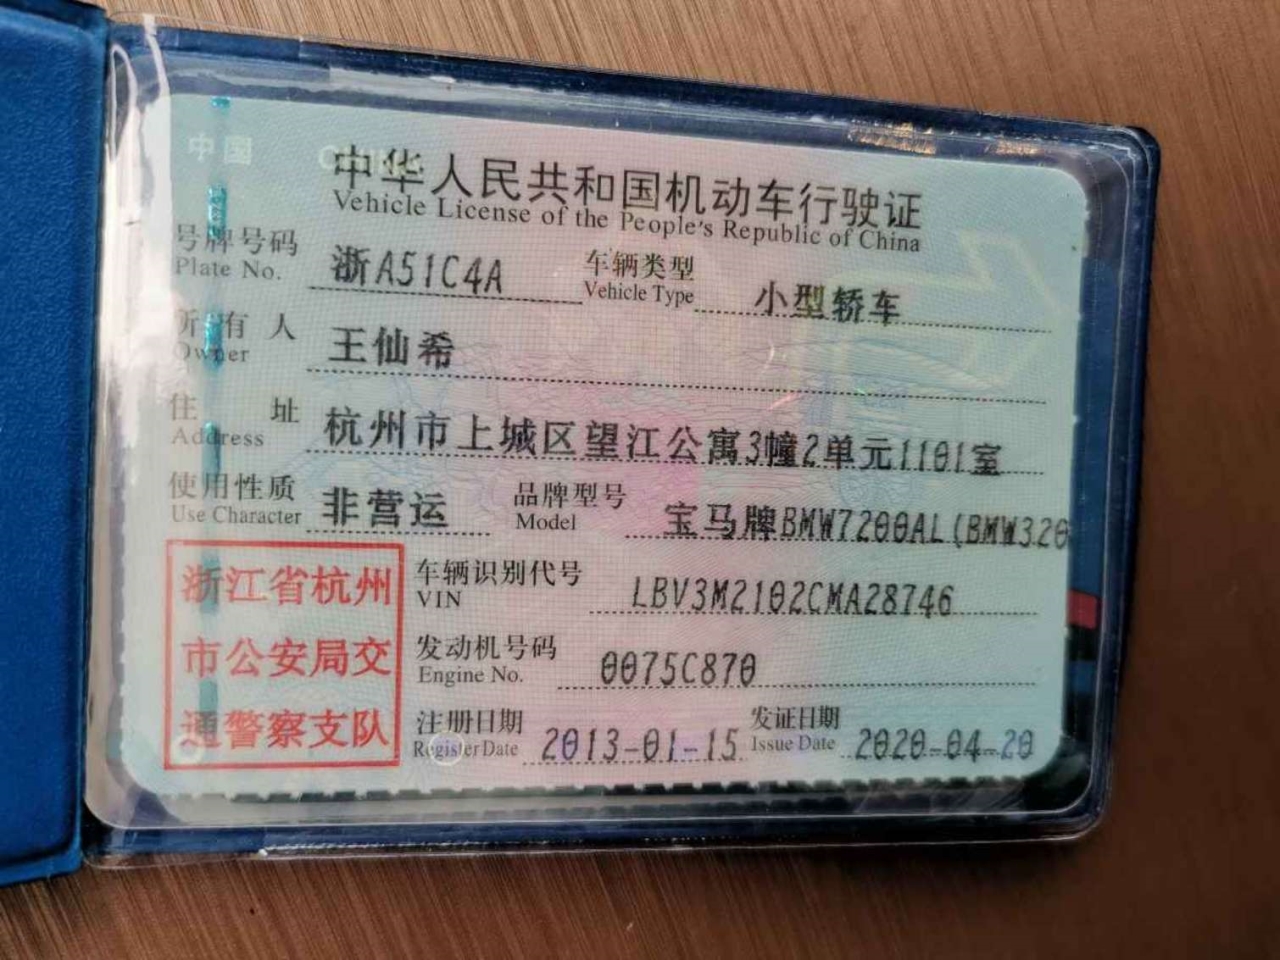 中国 CHINA
中华人民共和国机动车行驶证
Vehicle License of the People's Republic of China
号牌号码 浙A51C4A 车辆类型 小型轿车
Plate No. Vehicle Type
所有人 王仙希
Owner
住址 杭州市上城区望江公寓3幢2单元1101室
Address
使用性质 非营运 品牌型号 宝马牌BMW7200AL(BMW320
Use Character Model
浙江省杭州
市公安局交
通警察支队
车辆识别代号 LBV3M2102CMA28746
VIN
发动机号码 0075C870
Engine No.
注册日期 2013-01-15 发证日期 2020-04-20
Register Date Issue Date